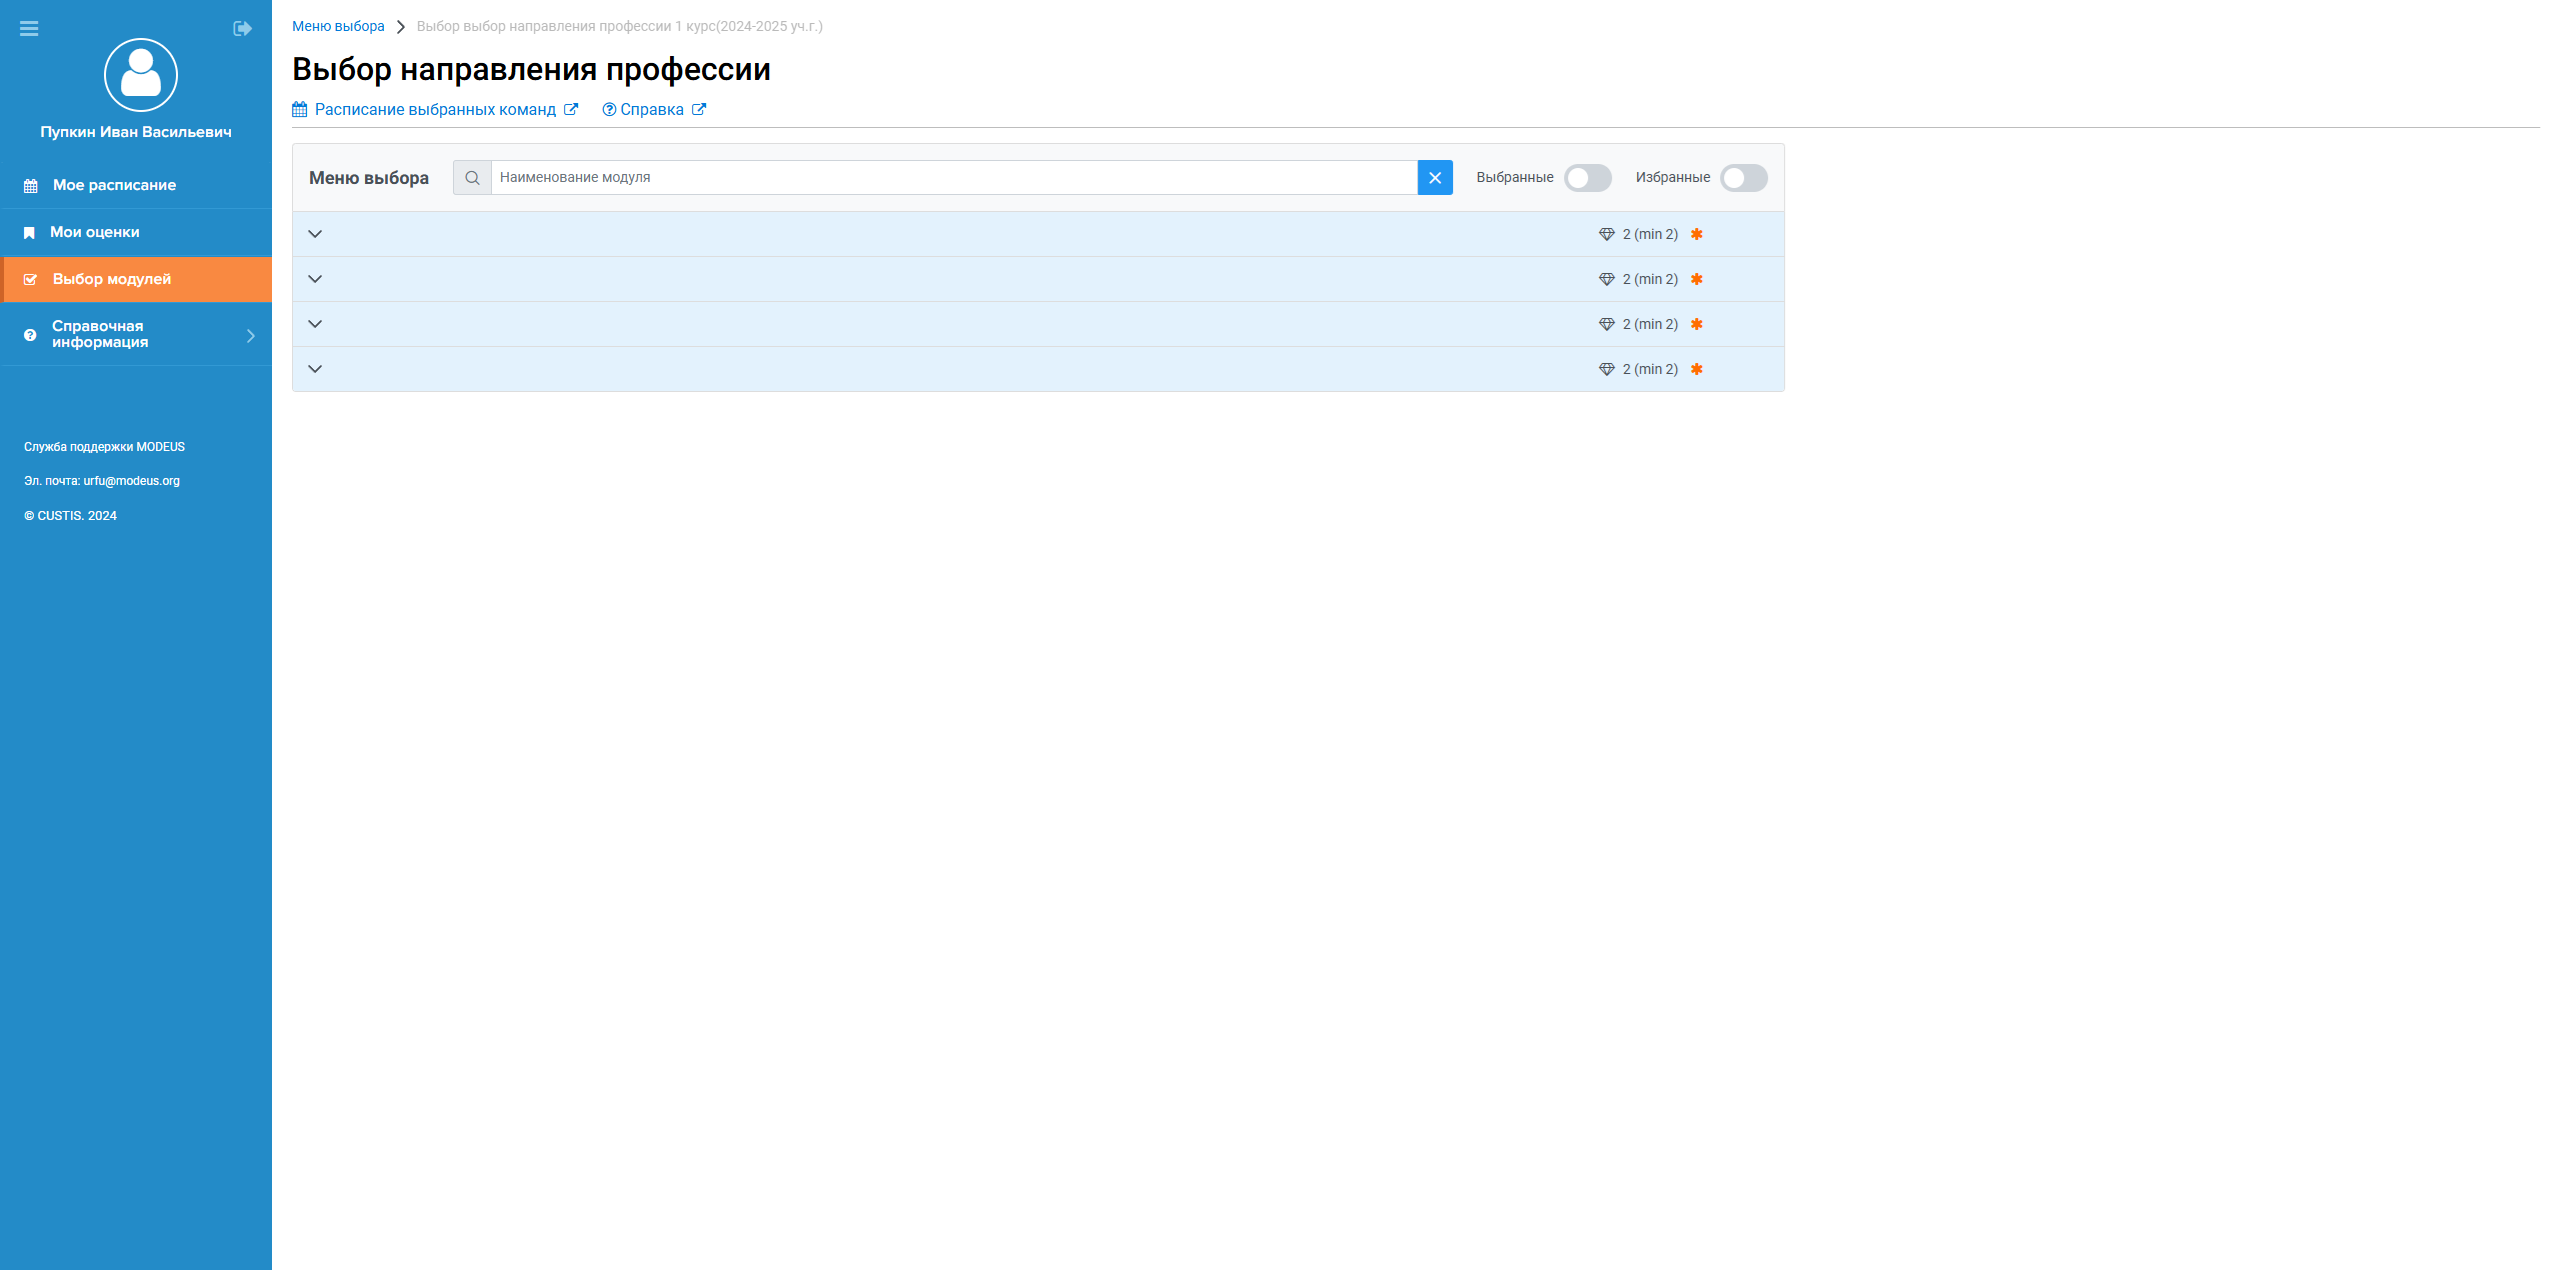 Пупкин Иван Васильевич
Мое расписание
Мои оценки
Выбор модулей
Справочная
информация
Служба поддержки MODEUS
Эл. почта: urfu@modeus.org
© CUSTIS. 2024
Меню выбора
Выбор выбор направления профессии 1 курс(2024-2025 уч.г.)
Выбор направления профессии
Расписание выбранных команд
Справка
Меню выбора
Наименование модуля
Выбранные
Избранные
2 (min 2)
2 (min 2)
2 (min 2)
2 (min 2)